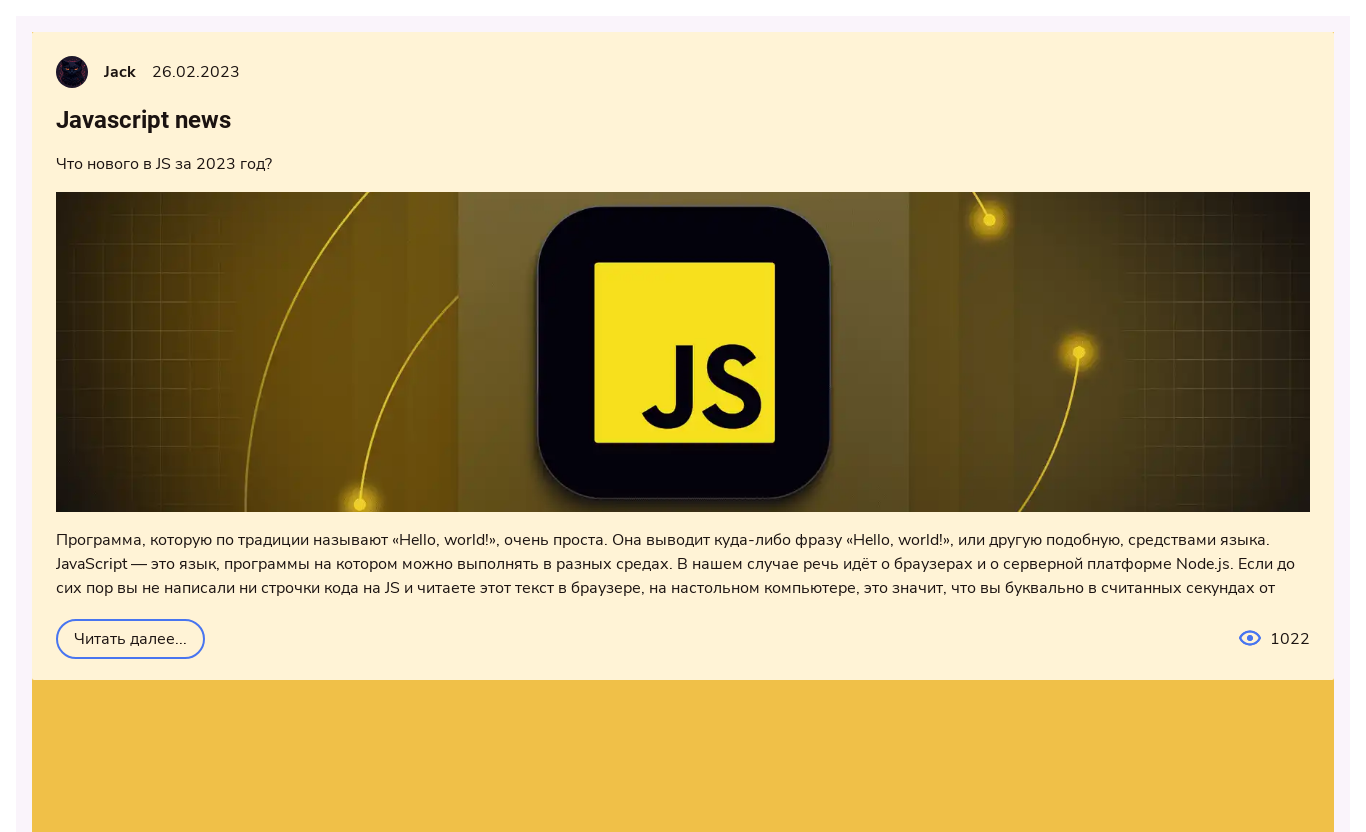 Jack 26.02.2023
Javascript news
Что нового в JS за 2023 год?
JS
Программа, которую по традиции называют «Hello, world!», очень проста. Она выводит куда-либо фразу «Hello, world!», или другую подобную, средствами языка.
JavaScript — это язык, программы на котором можно выполнять в разных средах. В нашем случае речь идёт о браузерах и о серверной платформе Node.js. Если до
сих пор вы не написали ни строчки кода на JS и читаете этот текст в браузере, на настольном компьютере, это значит, что вы буквально в считанных секундах от
Читать далее... 1022